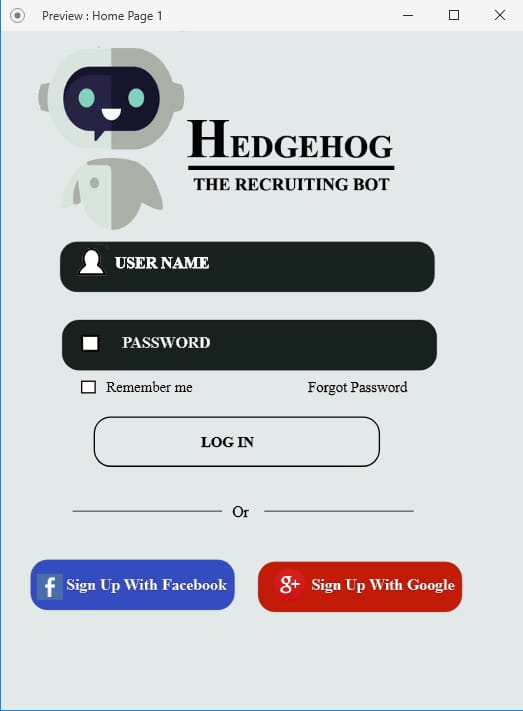 Preview : Home Page 1
HEDGEHOG
THE RECRUITING BOT
USER NAME
PASSWORD
Remember me Forgot Password
LOG IN
Or
f Sign Up With Facebook g+ Sign Up With Google